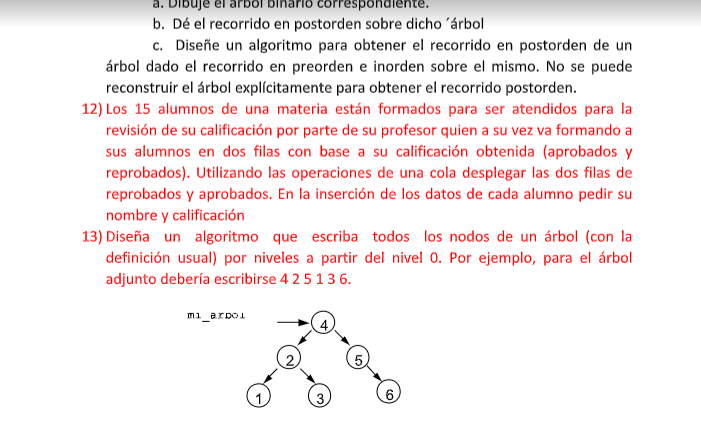 a. Dibuje el árbol binario correspondiente.
b. Dé el recorrido en postorden sobre dicho ´árbol
c. Diseñe un algoritmo para obtener el recorrido en postorden de un
árbol dado el recorrido en preorden e inorden sobre el mismo. No se puede
reconstruir el árbol explícitamente para obtener el recorrido postorden.
12) Los 15 alumnos de una materia están formados para ser atendidos para la
revisión de su calificación por parte de su profesor quien a su vez va formando a
sus alumnos en dos filas con base a su calificación obtenida (aprobados y
reprobados). Utilizando las operaciones de una cola desplegar las dos filas de
reprobados y aprobados. En la inserción de los datos de cada alumno pedir su
nombre y calificación
13) Diseña un algoritmo que escriba todos los nodos de un árbol (con la
definición usual) por niveles a partir del nivel 0. Por ejemplo, para el árbol
adjunto debería escribirse 4 2 5 1 3 6.
mi_arbol
4
2 5
1 3 6